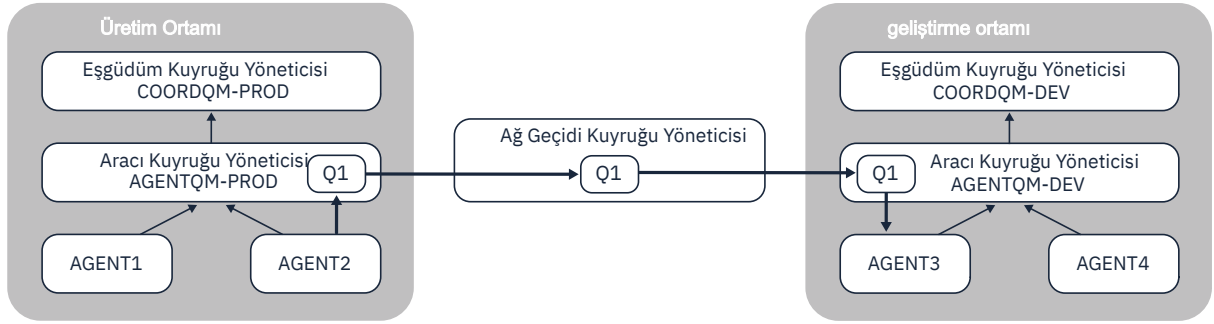 Üretim Ortamı
Eşgüdüm Kuyruğu Yöneticisi
COORDQM-PROD
Aracı Kuyruğu Yöneticisi
AGENTQM-PROD
Q1
AGENT1
AGENT2
Ağ Geçidi Kuyruğu Yöneticisi
Q1
geliştirme ortamı
Eşgüdüm Kuyruğu Yöneticisi
COORDQM-DEV
Q1
Aracı Kuyruğu Yöneticisi
AGENTQM-DEV
AGENT3
AGENT4